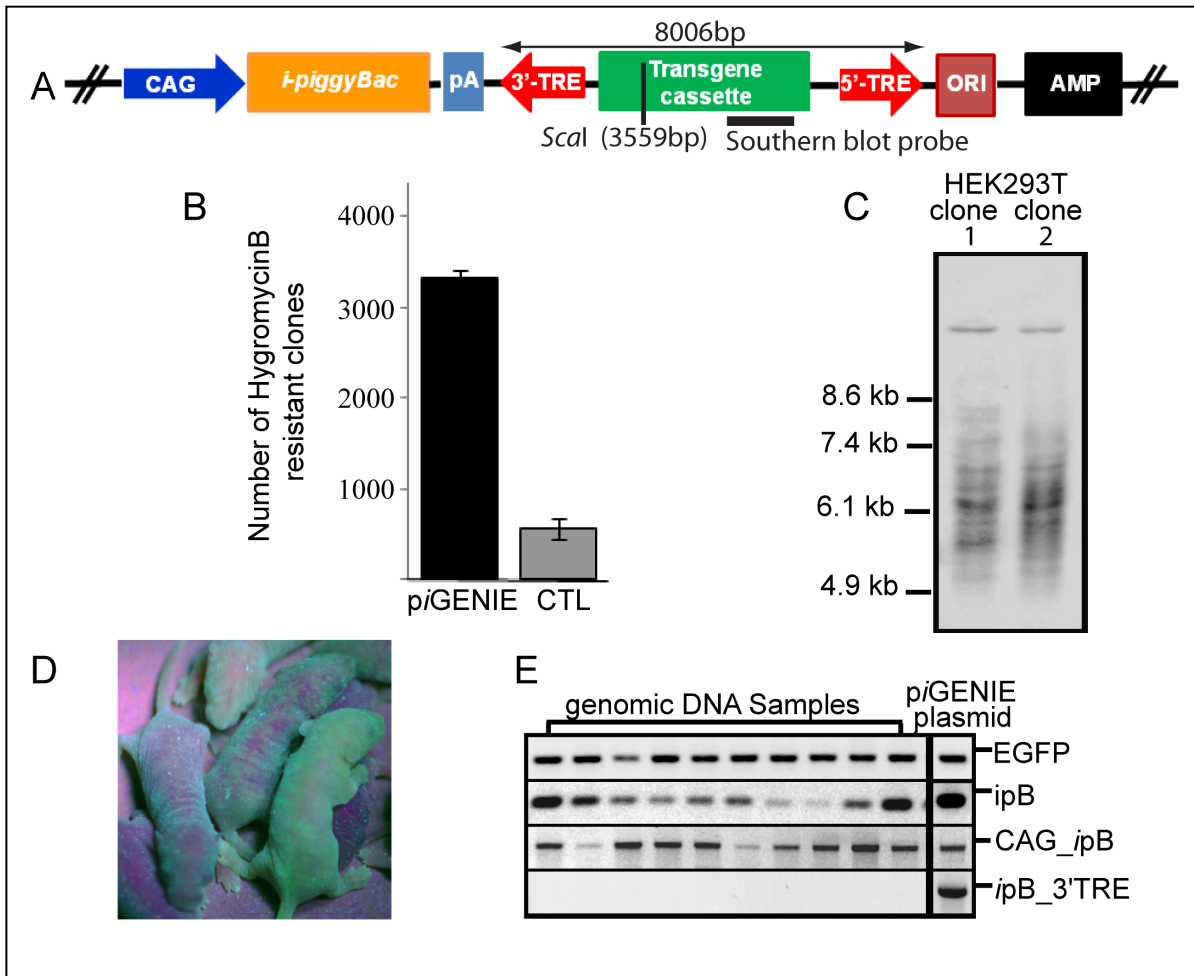 A
8006bp
CAG
i-piggyBac
pA
3'-TRE
Transgene
cassette
5'-TRE
ORI
AMP
ScaI (3559bp)
Southern blot probe
B
Number of HygromycinB
resistant clones
4000
3000
2000
1000
piGENIE
CTL
C
HEK293T
clone clone
1 2
8.6 kb
7.4 kb
6.1 kb
4.9 kb
D
E
genomic DNA Samples
piGENIE
plasmid
EGFP
ipB
CAG_ipB
ipB_3'TRE